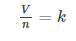 V/n = k